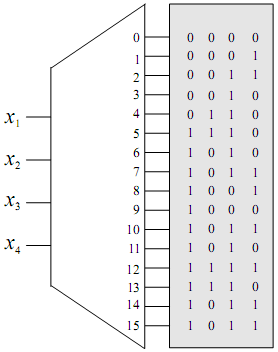 0 0 0 0 0
1 0 0 0 1
2 0 0 1 1
3 0 0 1 0
x1 4 0 1 1 0
5 1 1 1 0
x2 6 1 0 1 0
7 1 0 1 1
x3 8 1 0 0 1
9 1 0 0 0
x4 10 1 0 1 1
11 1 0 1 0
12 1 1 1 1
13 1 1 1 0
14 1 0 1 1
15 1 0 1 1